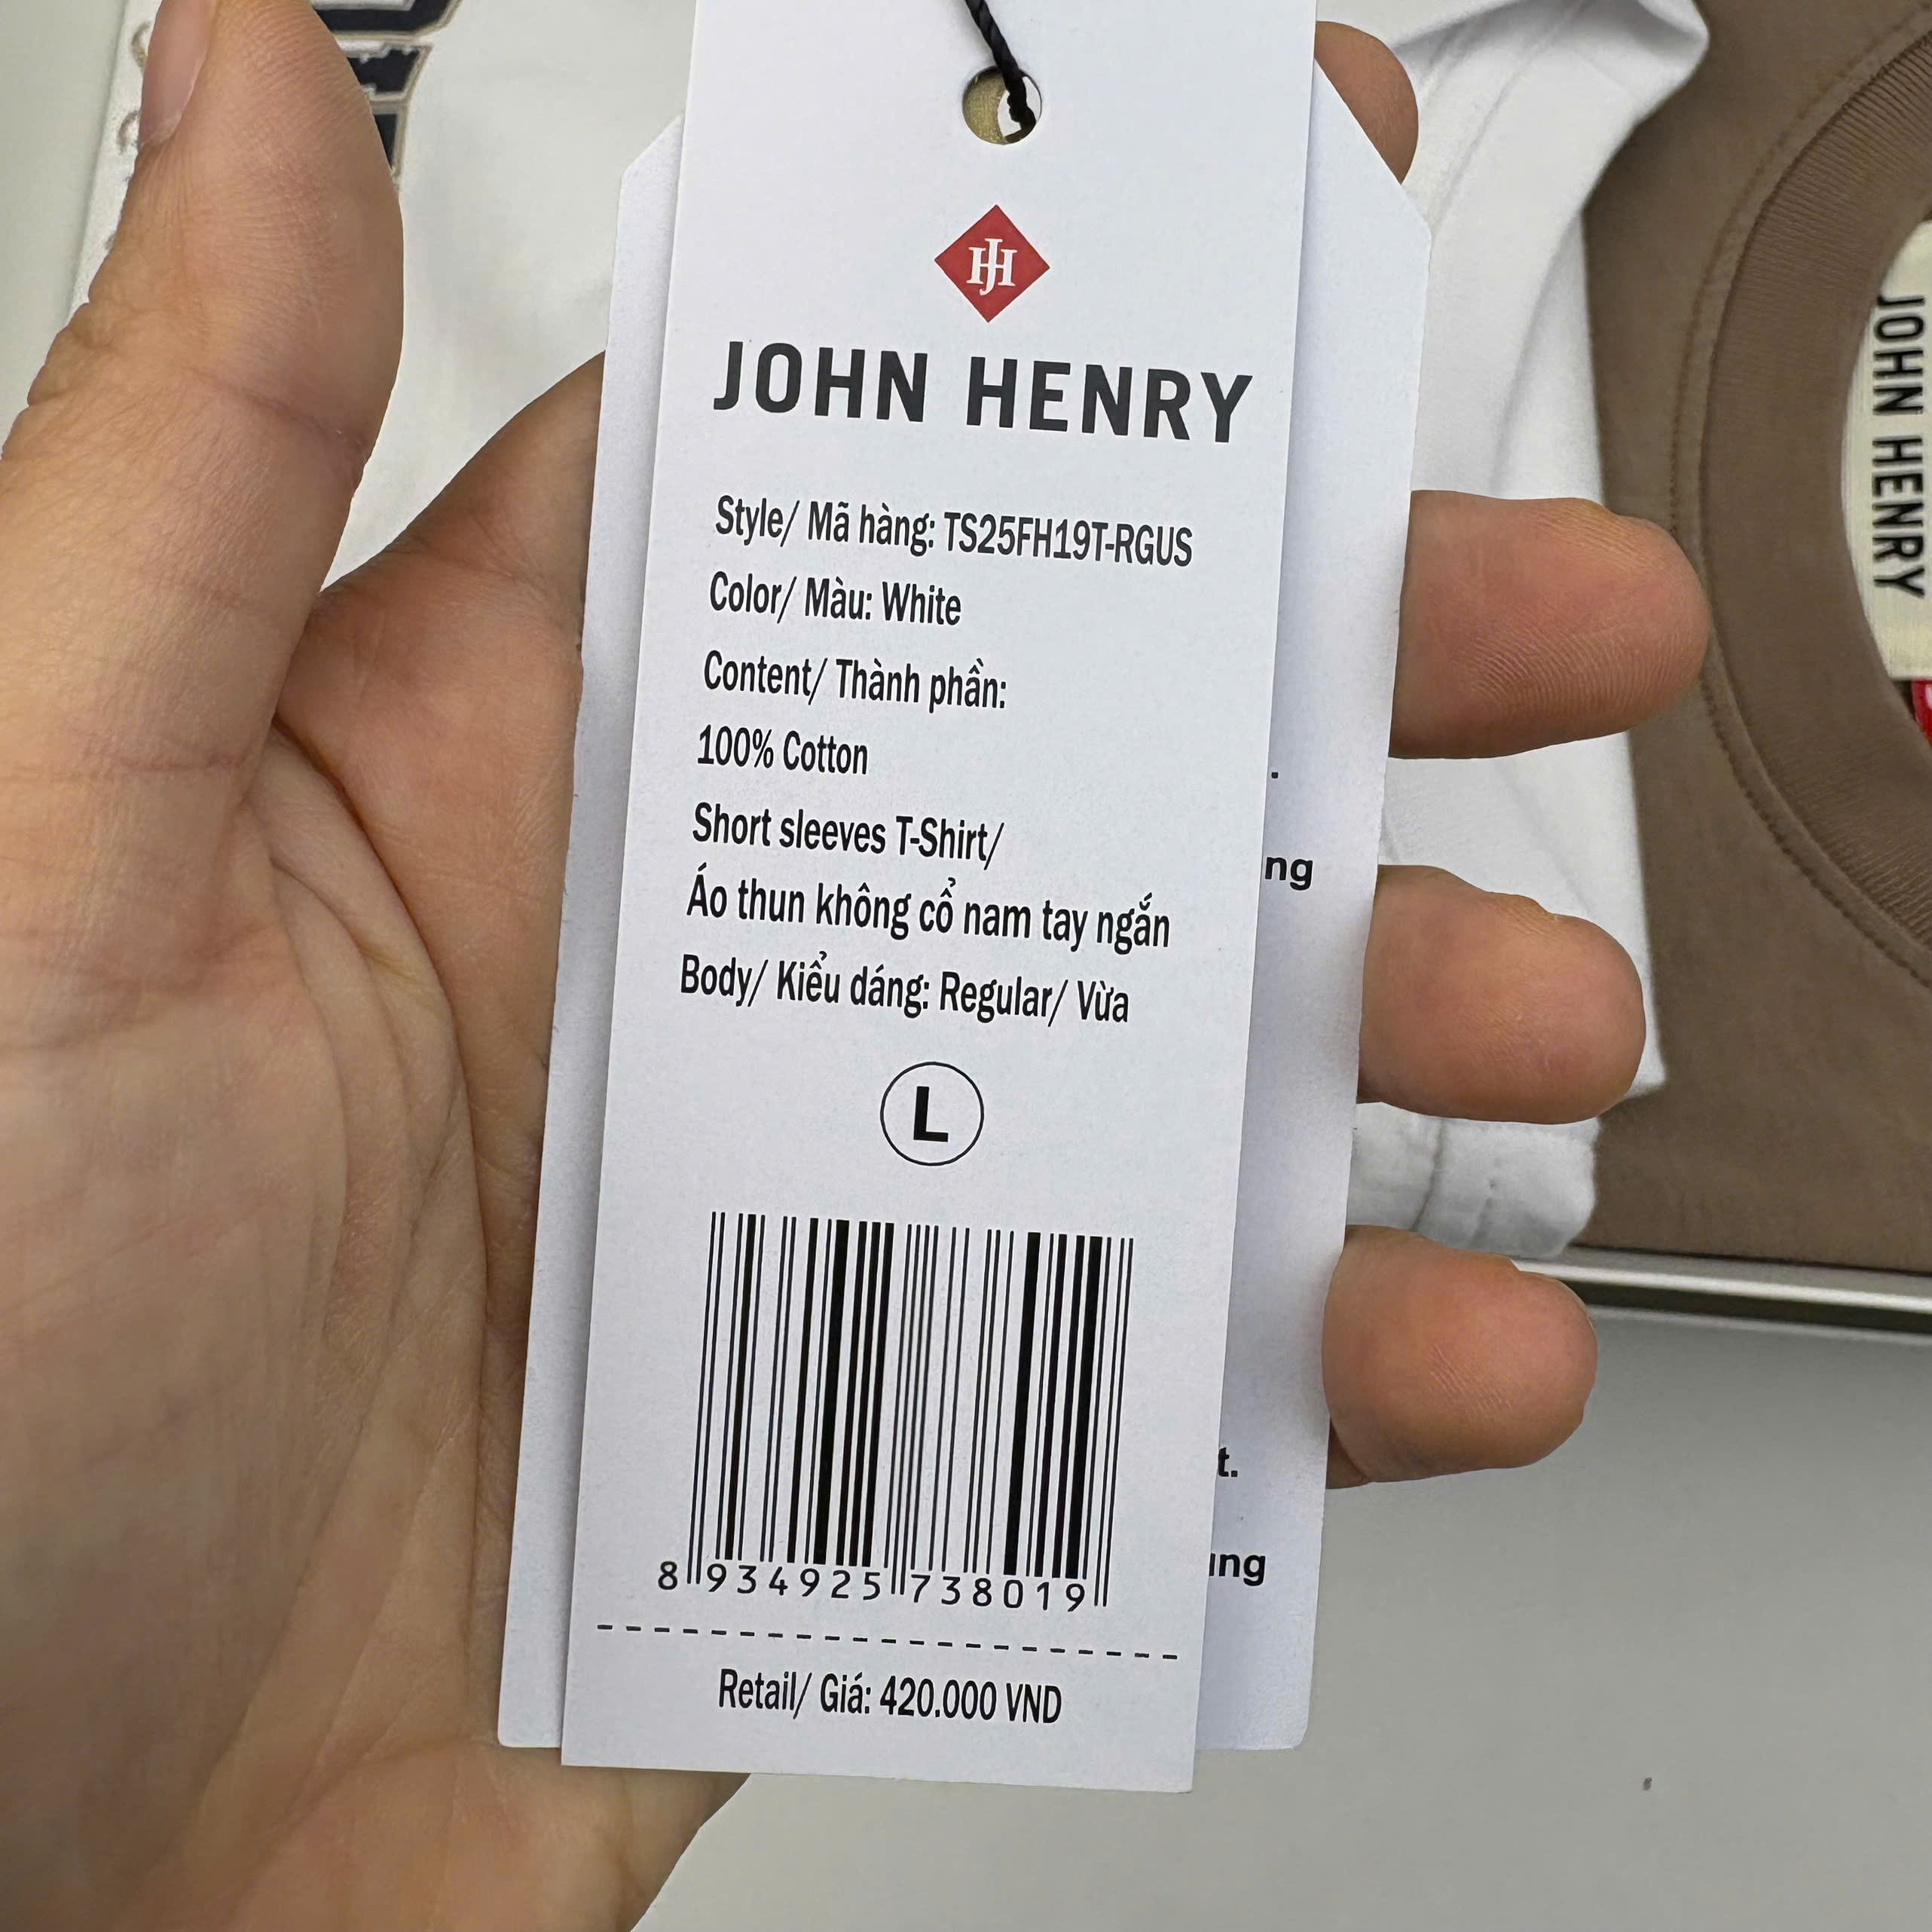 JH
JOHN HENRY
Style/ Mã hàng: TS25FH19T-RGUS
Color/ Màu: White
Content/ Thành phần:
100% Cotton
Short sleeves T-Shirt/
Áo thun không cổ nam tay ngắn
Body/ Kiểu dáng: Regular/ Vừa
L
8 934925 738019
Retail/ Giá: 420.000 VND
JOHN HENRY